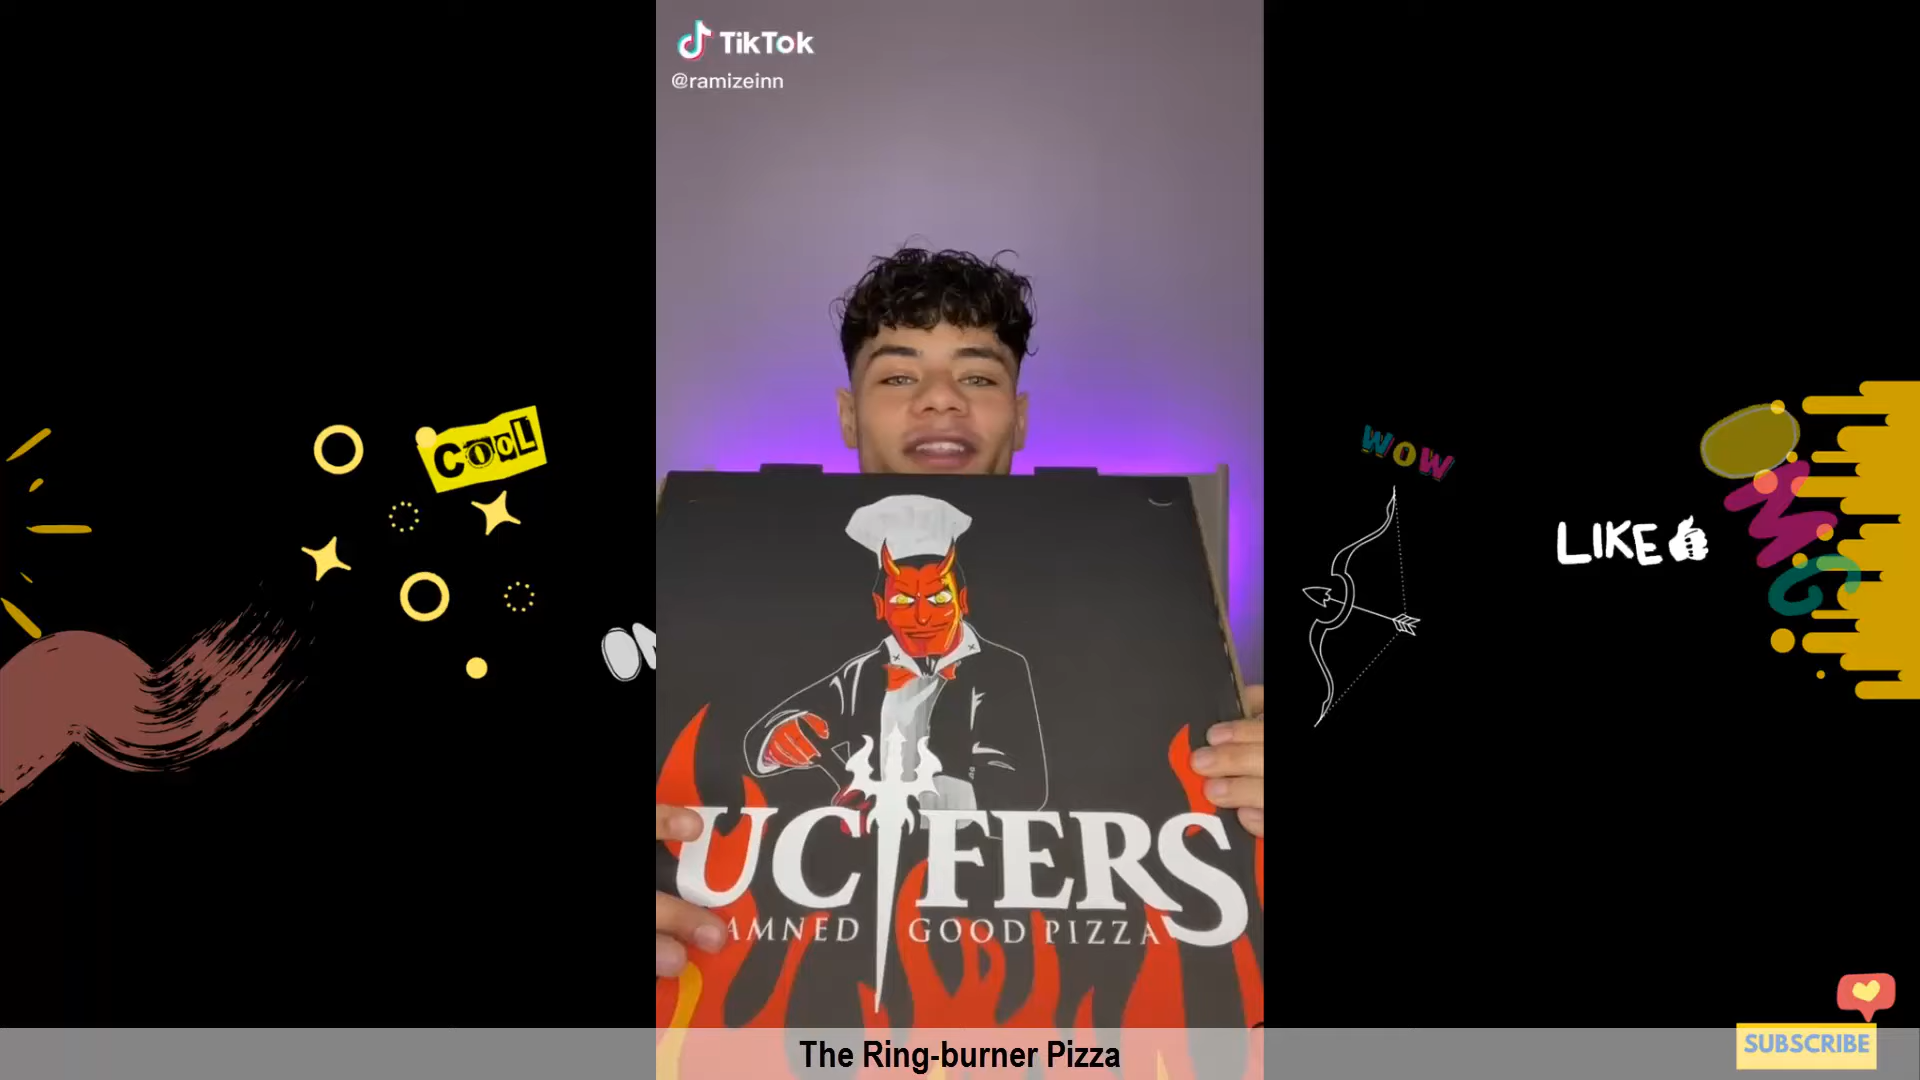 TikTok
@ramizeinn
COOL
WOW
LIKE
UCIFERS
AMNED GOOD PIZZA
SUBSCRIBE
The Ring-burner Pizza